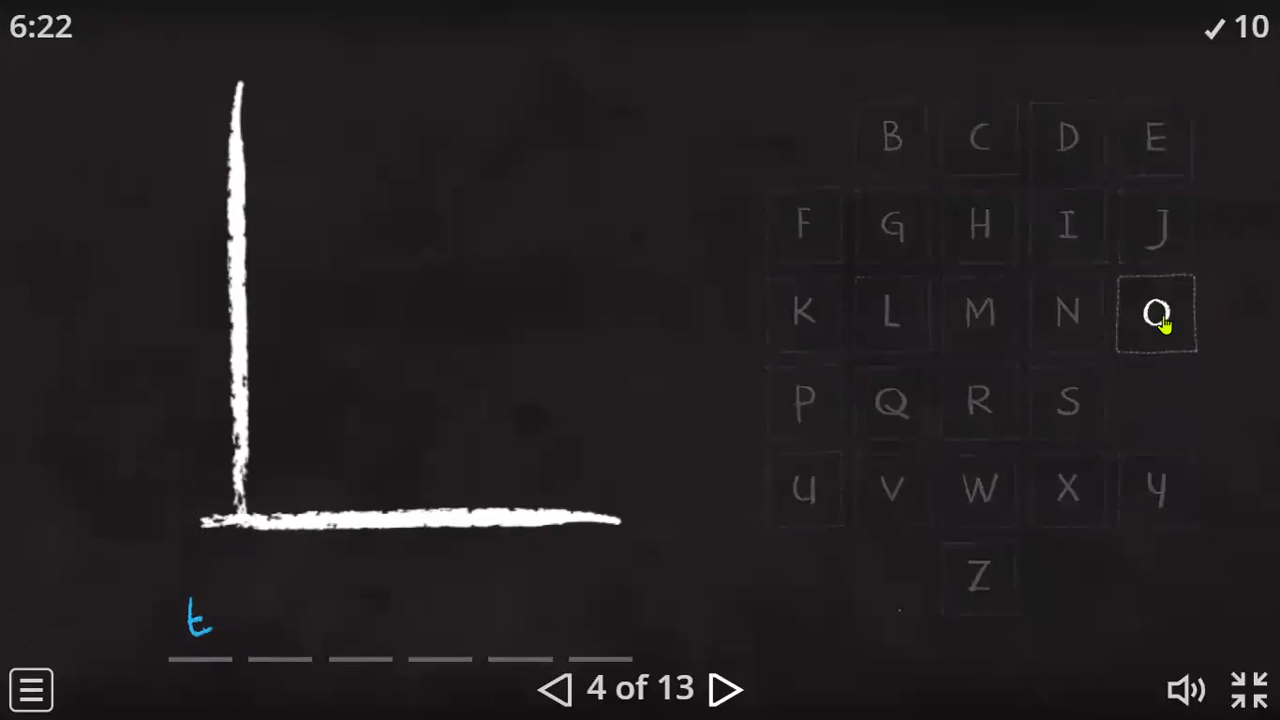 6:22
✓ 10
B C D E
F G H I J
K L M N O
P Q R S
U V W X Y
Z
t
4 of 13